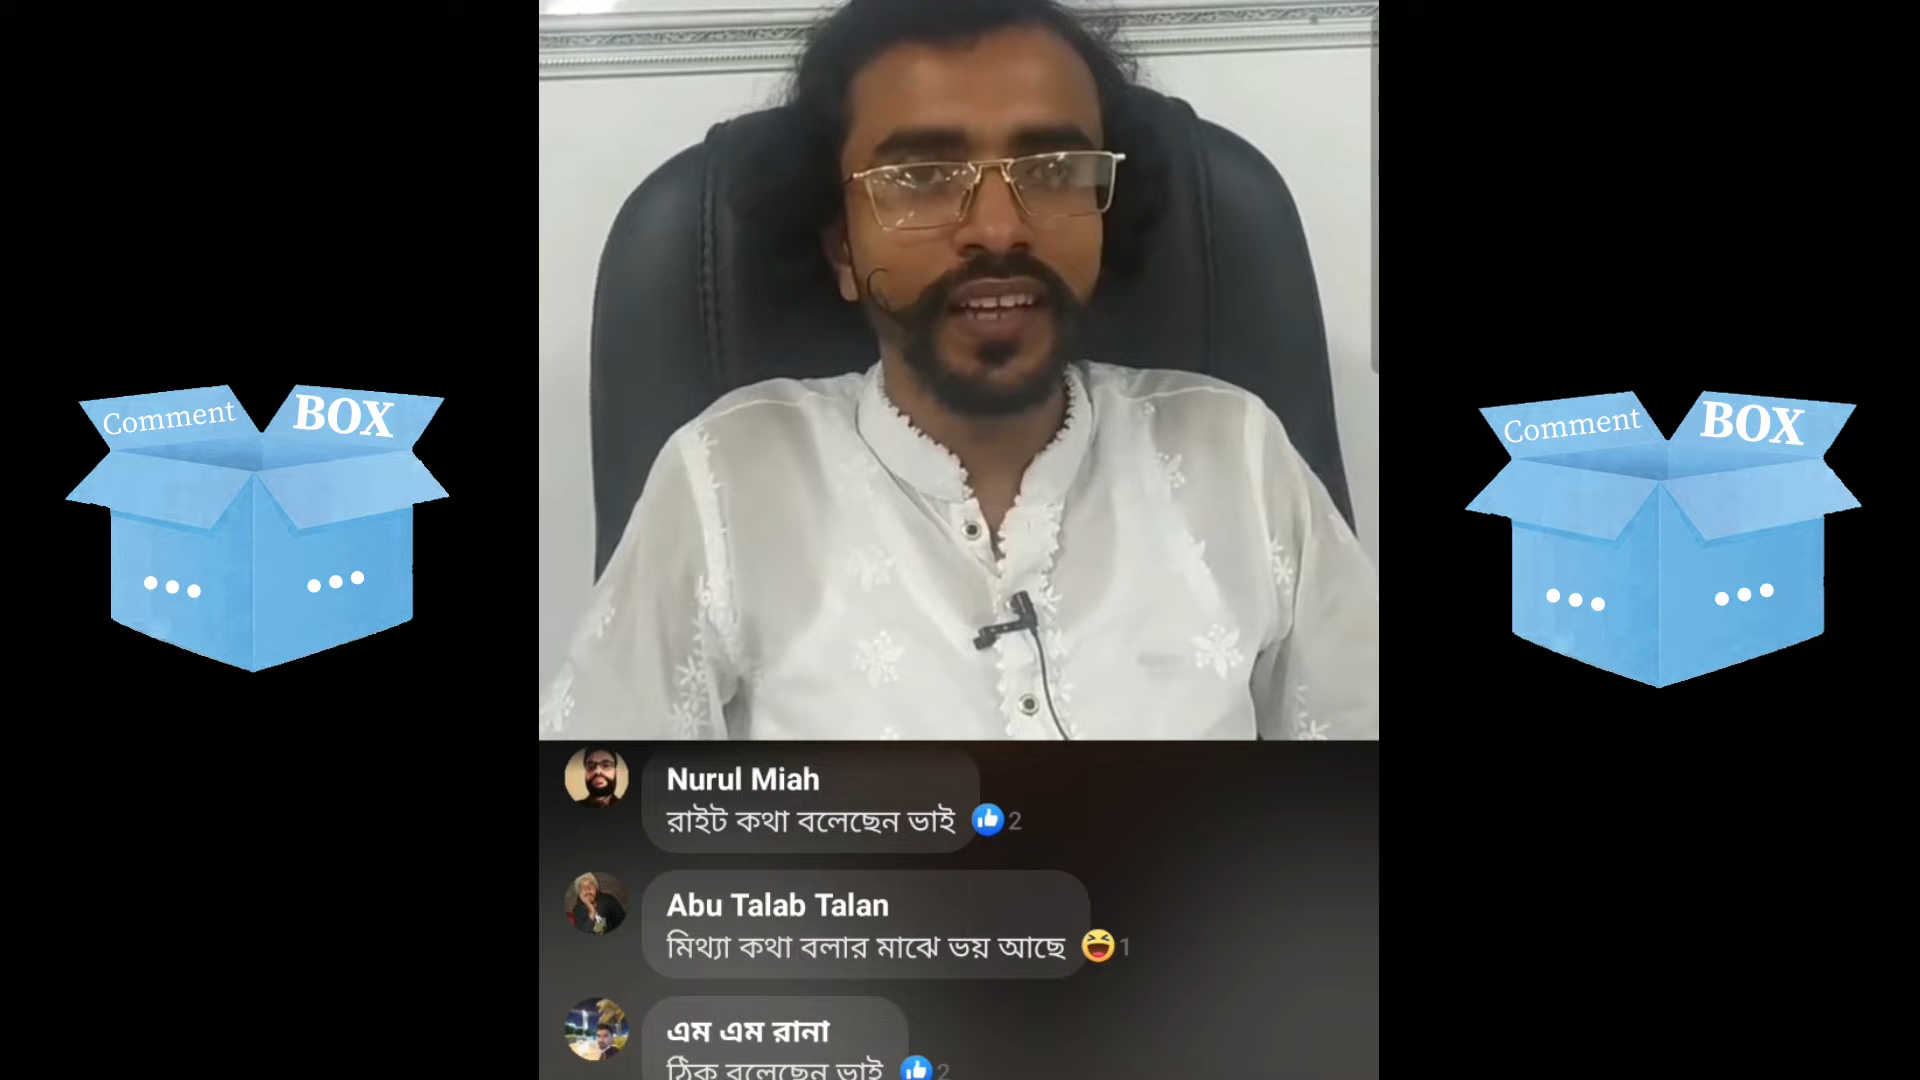 Comment BOX
Comment BOX
Nurul Miah
রাইট কথা বলেছেন ভাই 2
Abu Talab Talan
মিথ্যা কথা বলার মাঝে ভয় আছে 1
এম এম রানা
ঠিক বলেছেন ভাই 2